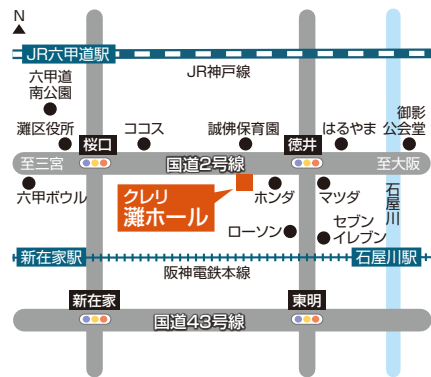 N
JR六甲道駅
JR神戸線
六甲道
南公園
灘区役所
桜口
ココス
誠佛保育園
徳井
はるやま
御影
公会堂
至三宮
国道2号線
至大阪
六甲ボウル
クレリ
灘ホール
ホンダ
マツダ
石屋川
ローソン
セブン
イレブン
新在家駅
阪神電鉄本線
石屋川駅
新在家
東明
国道43号線